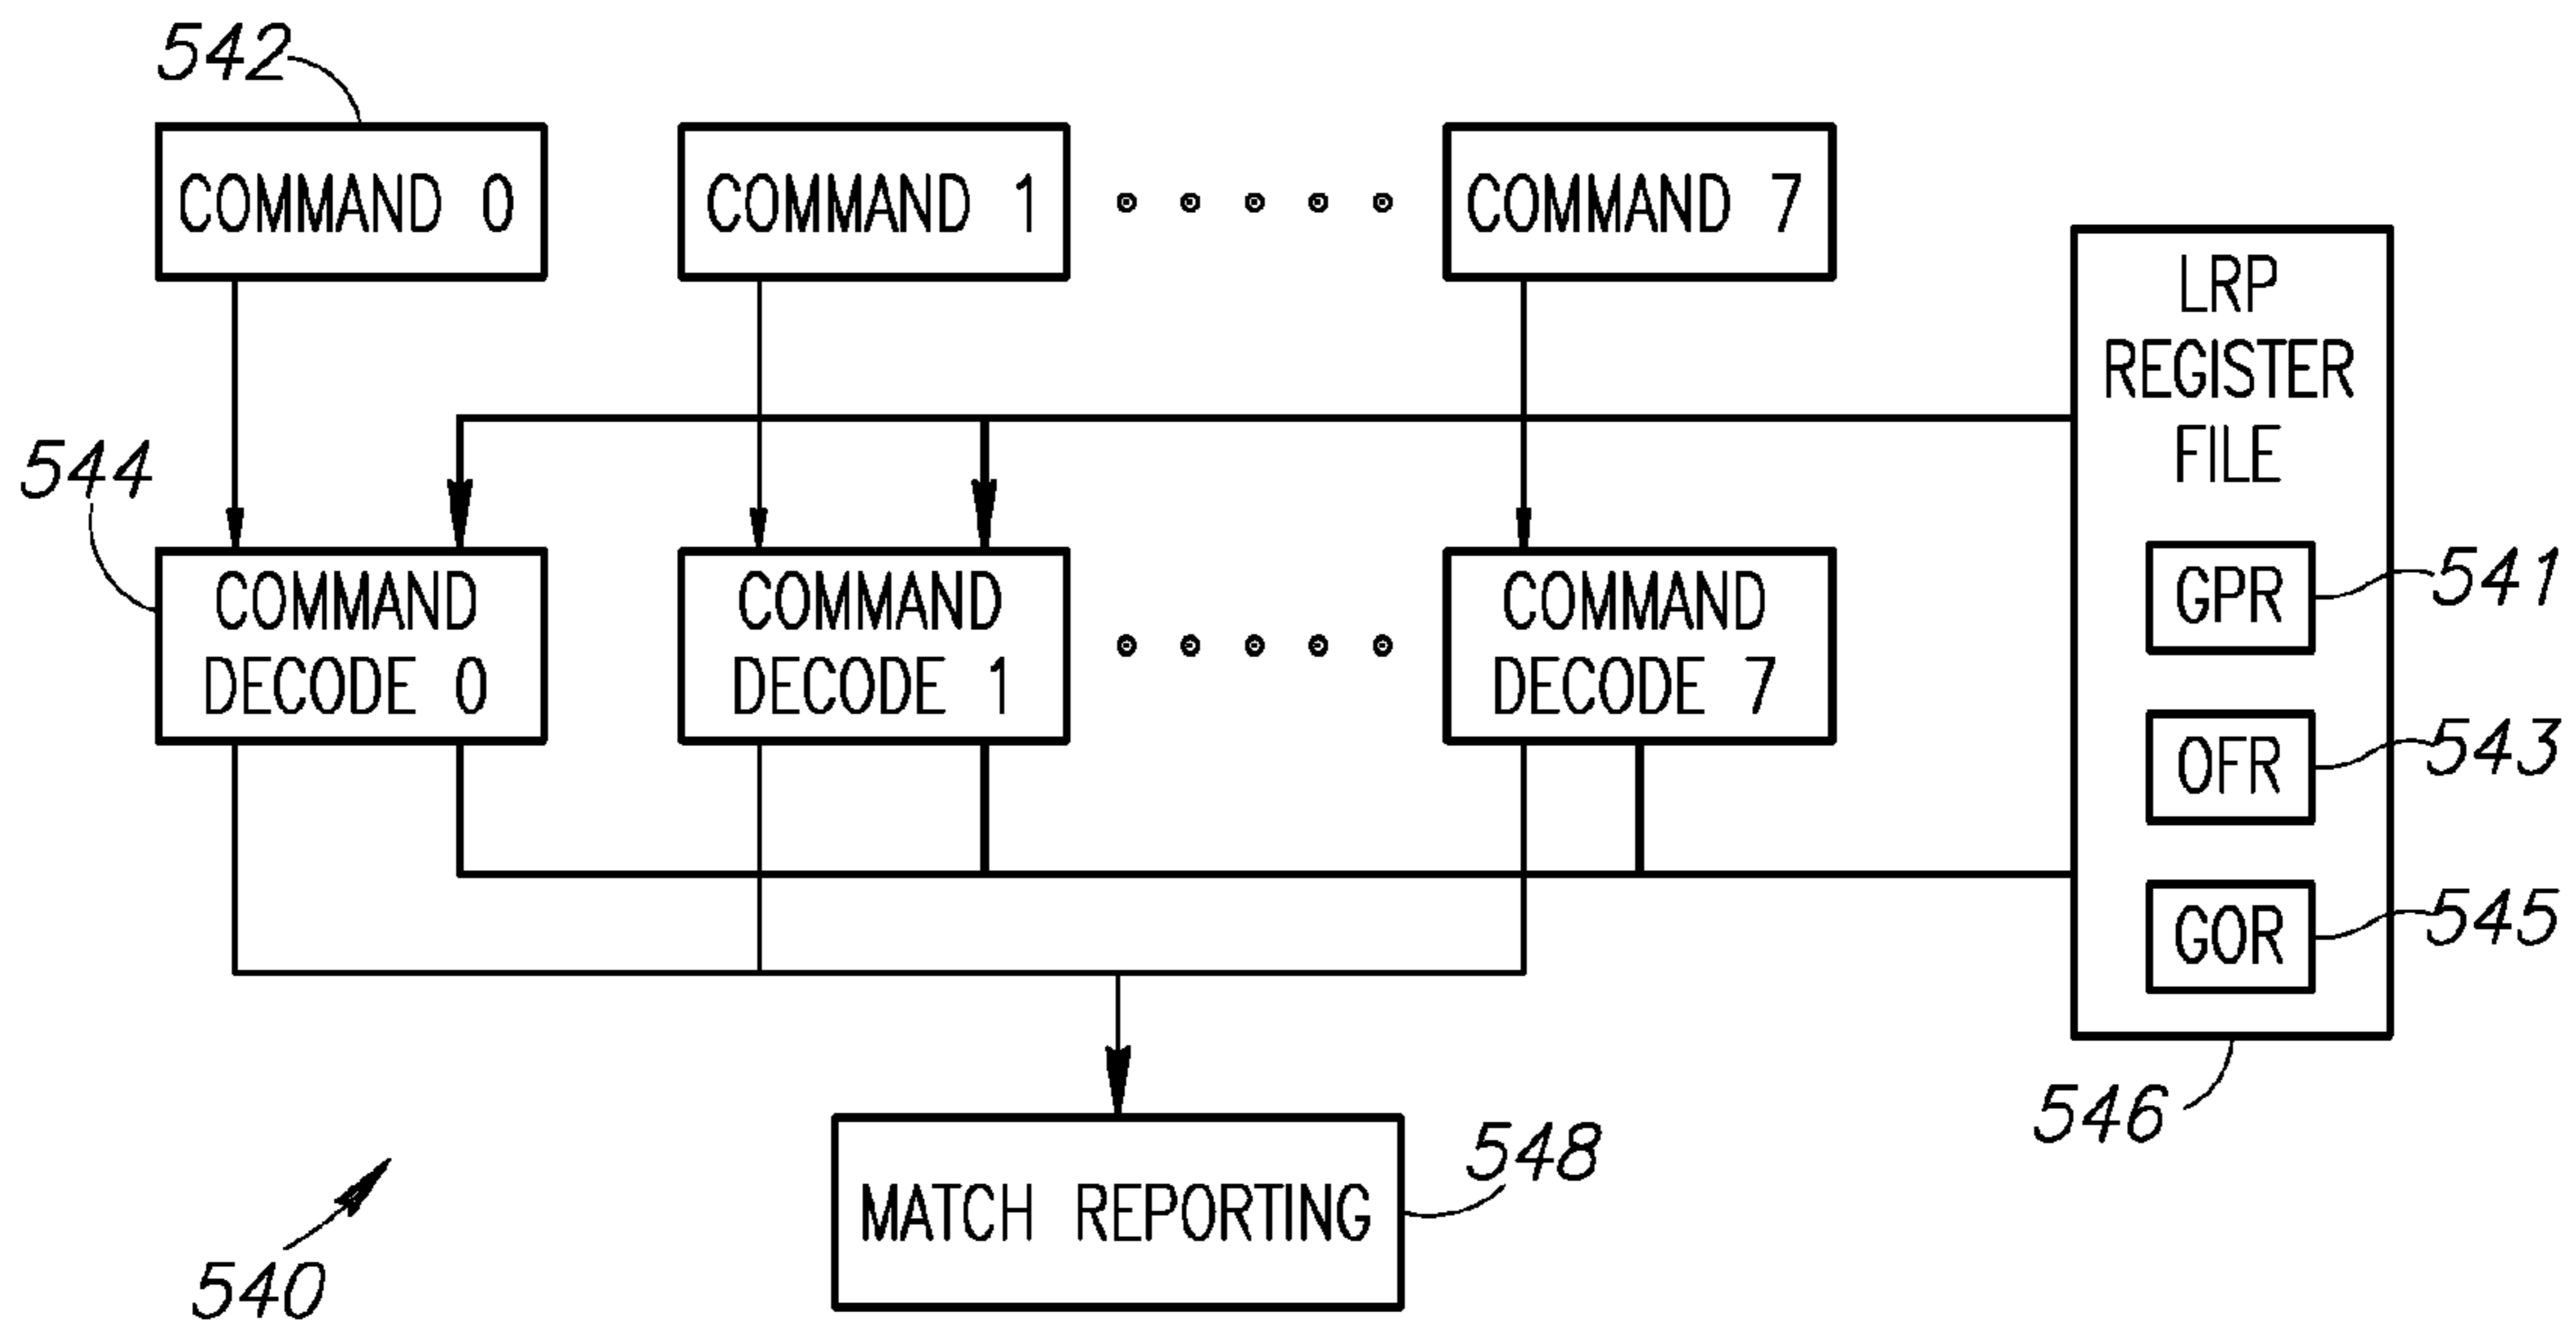 542
COMMAND 0
COMMAND 1
COMMAND 7
LRP
REGISTER
FILE
544
COMMAND
DECODE 0
COMMAND
DECODE 1
COMMAND
DECODE 7
GPR
541
OFR
543
GOR
545
546
MATCH REPORTING
548
540